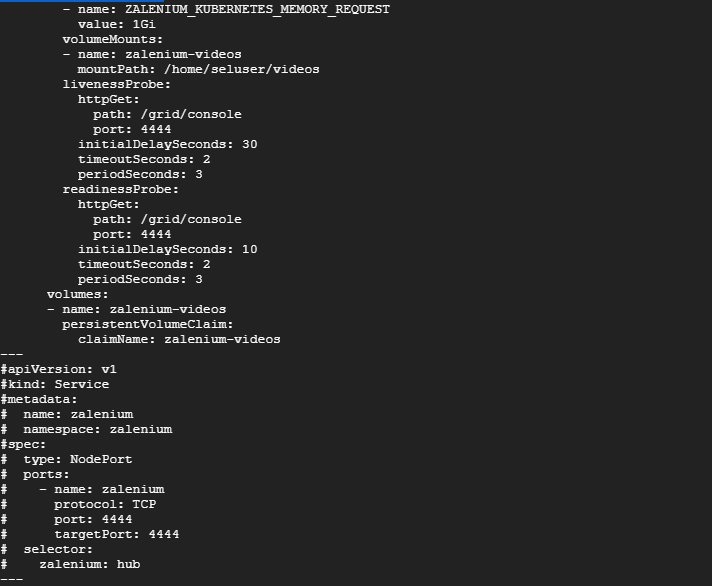 - name: ZALENIUM_KUBERNETES_MEMORY_REQUEST
value: 1Gi
volumeMounts:
- name: zalenium-videos
mountPath: /home/seluser/videos
livenessProbe:
httpGet:
path: /grid/console
port: 4444
initialDelaySeconds: 30
timeoutSeconds: 2
periodSeconds: 3
readinessProbe:
httpGet:
path: /grid/console
port: 4444
initialDelaySeconds: 10
timeoutSeconds: 2
periodSeconds: 3
volumes:
- name: zalenium-videos
persistentVolumeClaim:
claimName: zalenium-videos
---
#apiVersion: v1
#kind: Service
#metadata:
#  name: zalenium
#  namespace: zalenium
#spec:
#  type: NodePort
#  ports:
#    - name: zalenium
#      protocol: TCP
#      port: 4444
#      targetPort: 4444
#  selector:
#    zalenium: hub
---